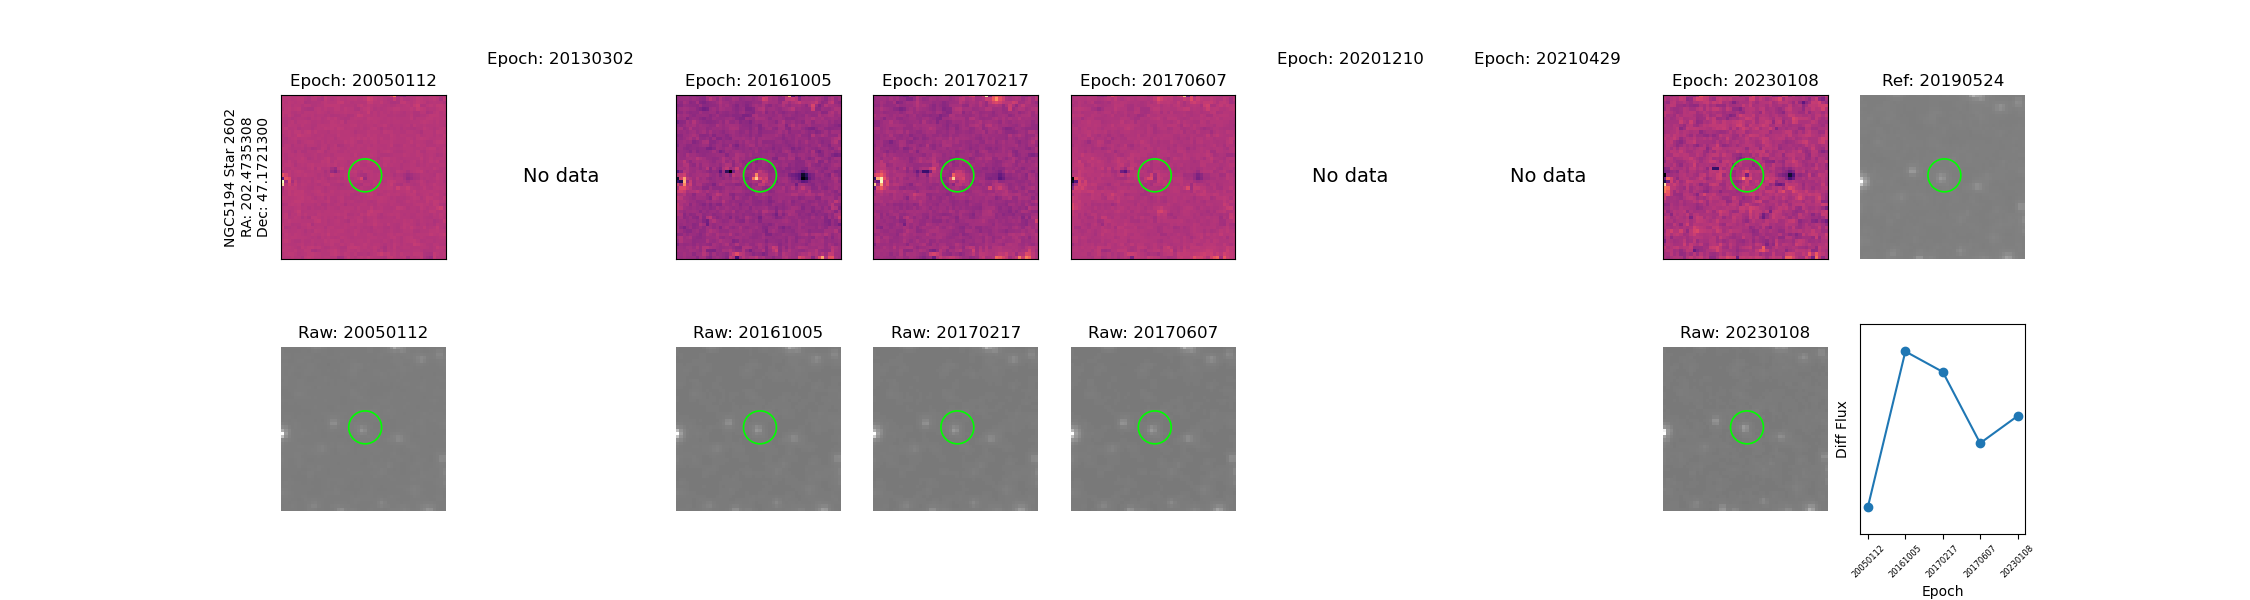 Epoch: 20050112
Epoch: 20130302
Epoch: 20161005
Epoch: 20170217
Epoch: 20170607
Epoch: 20201210
Epoch: 20210429
Epoch: 20230108
Ref: 20190524
NGC5194 Star 2602
RA: 202.4735308
Dec: 47.1721300
No data
No data
No data
Raw: 20050112
Raw: 20161005
Raw: 20170217
Raw: 20170607
Raw: 20230108
Diff Flux
20050112
20161005
20170217
20170607
20230108
Epoch